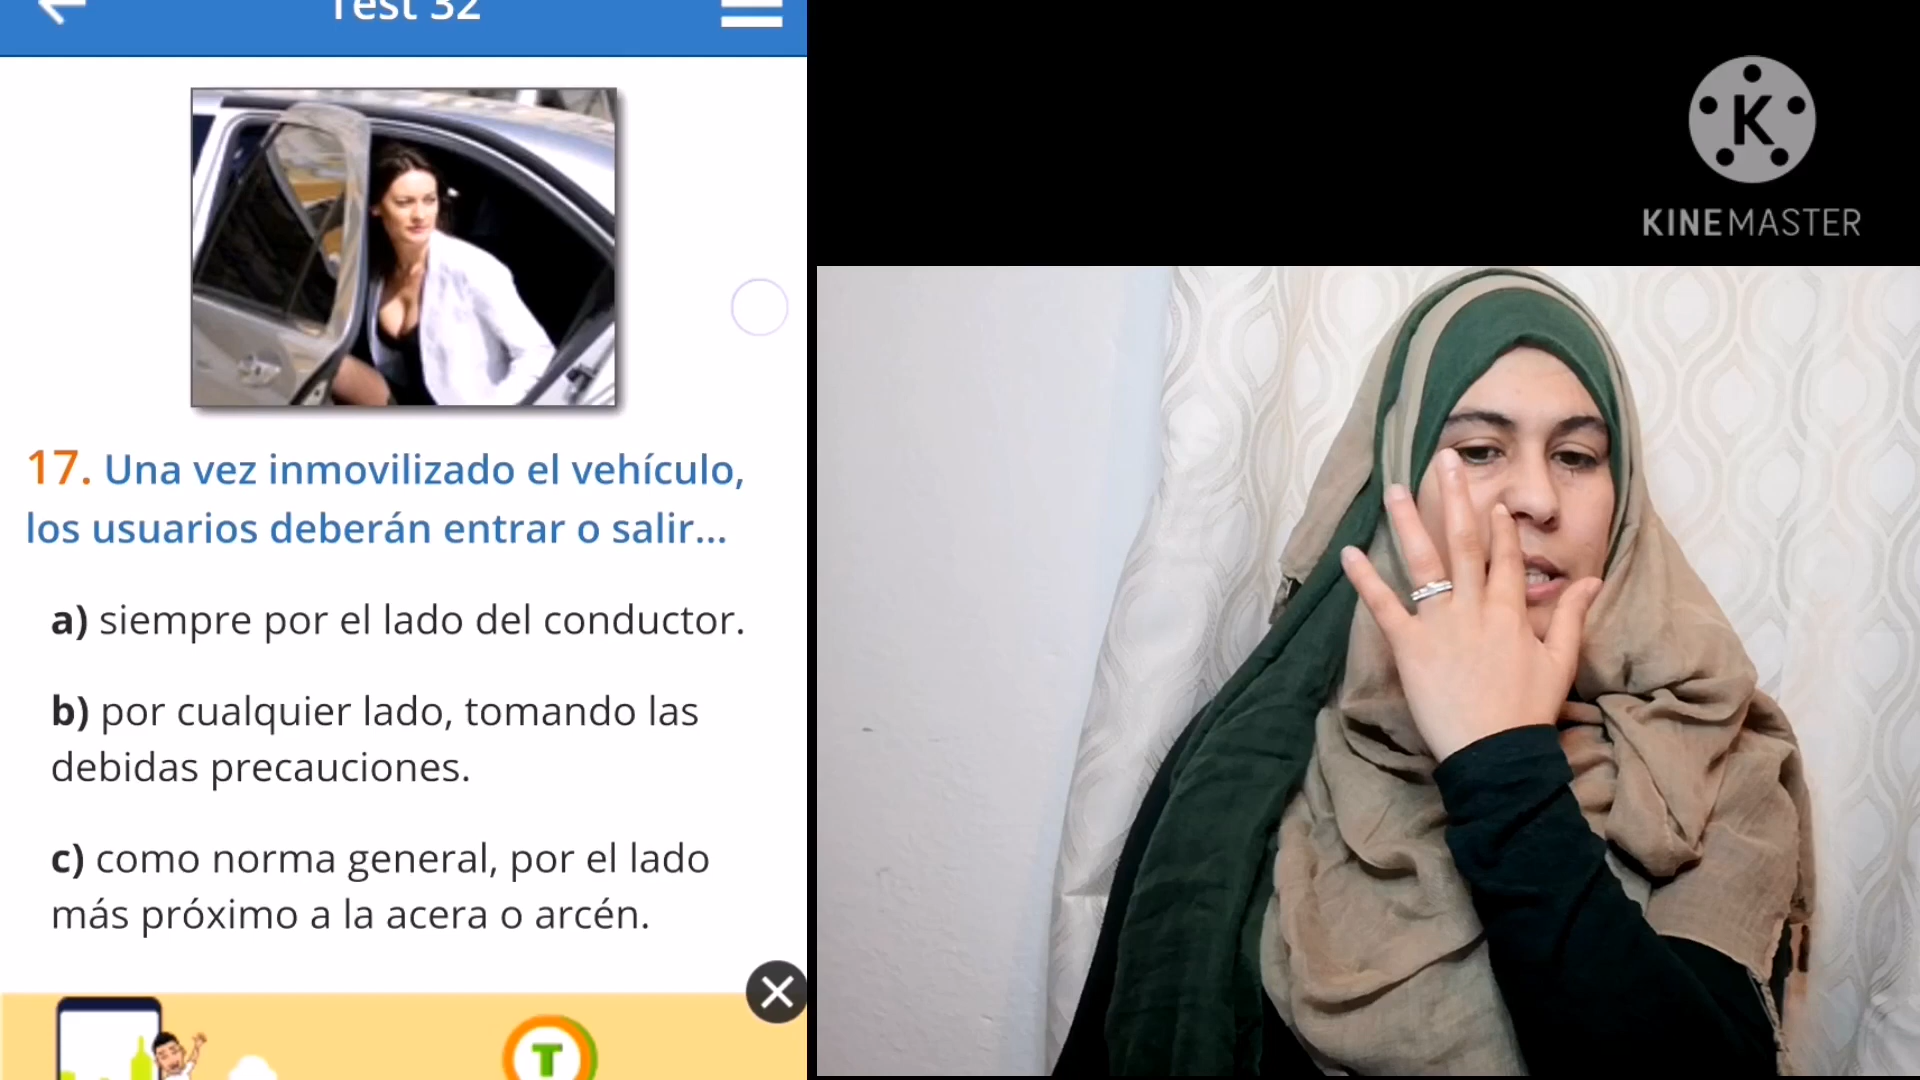 Test 32
17. Una vez inmovilizado el vehículo,
los usuarios deberán entrar o salir...
a) siempre por el lado del conductor.
b) por cualquier lado, tomando las
debidas precauciones.
c) como norma general, por el lado
más próximo a la acera o arcén.
T
K
KINEMASTER